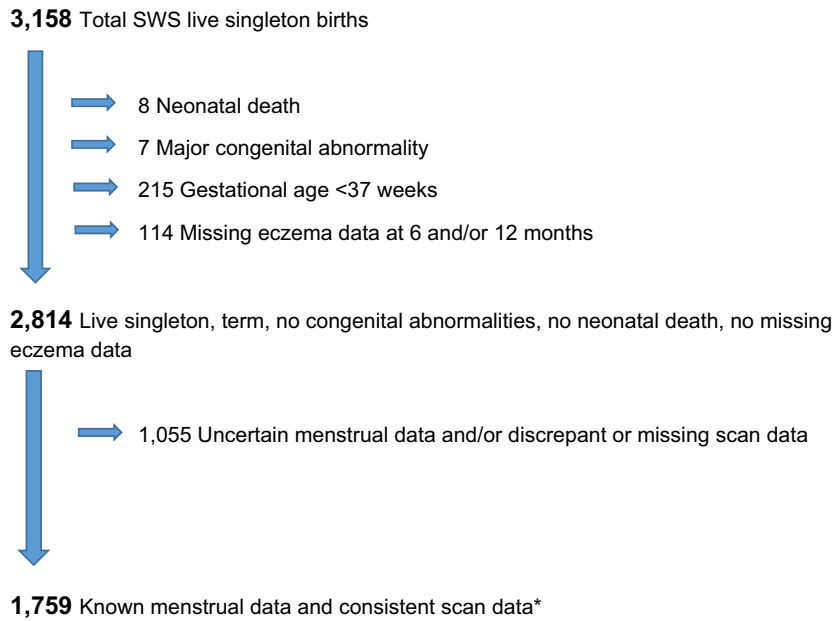 3,158 Total SWS live singleton births
8 Neonatal death
7 Major congenital abnormality
215 Gestational age <37 weeks
114 Missing eczema data at 6 and/or 12 months
2,814 Live singleton, term, no congenital abnormalities, no neonatal death, no missing
eczema data
1,055 Uncertain menstrual data and/or discrepant or missing scan data
1,759 Known menstrual data and consistent scan data*